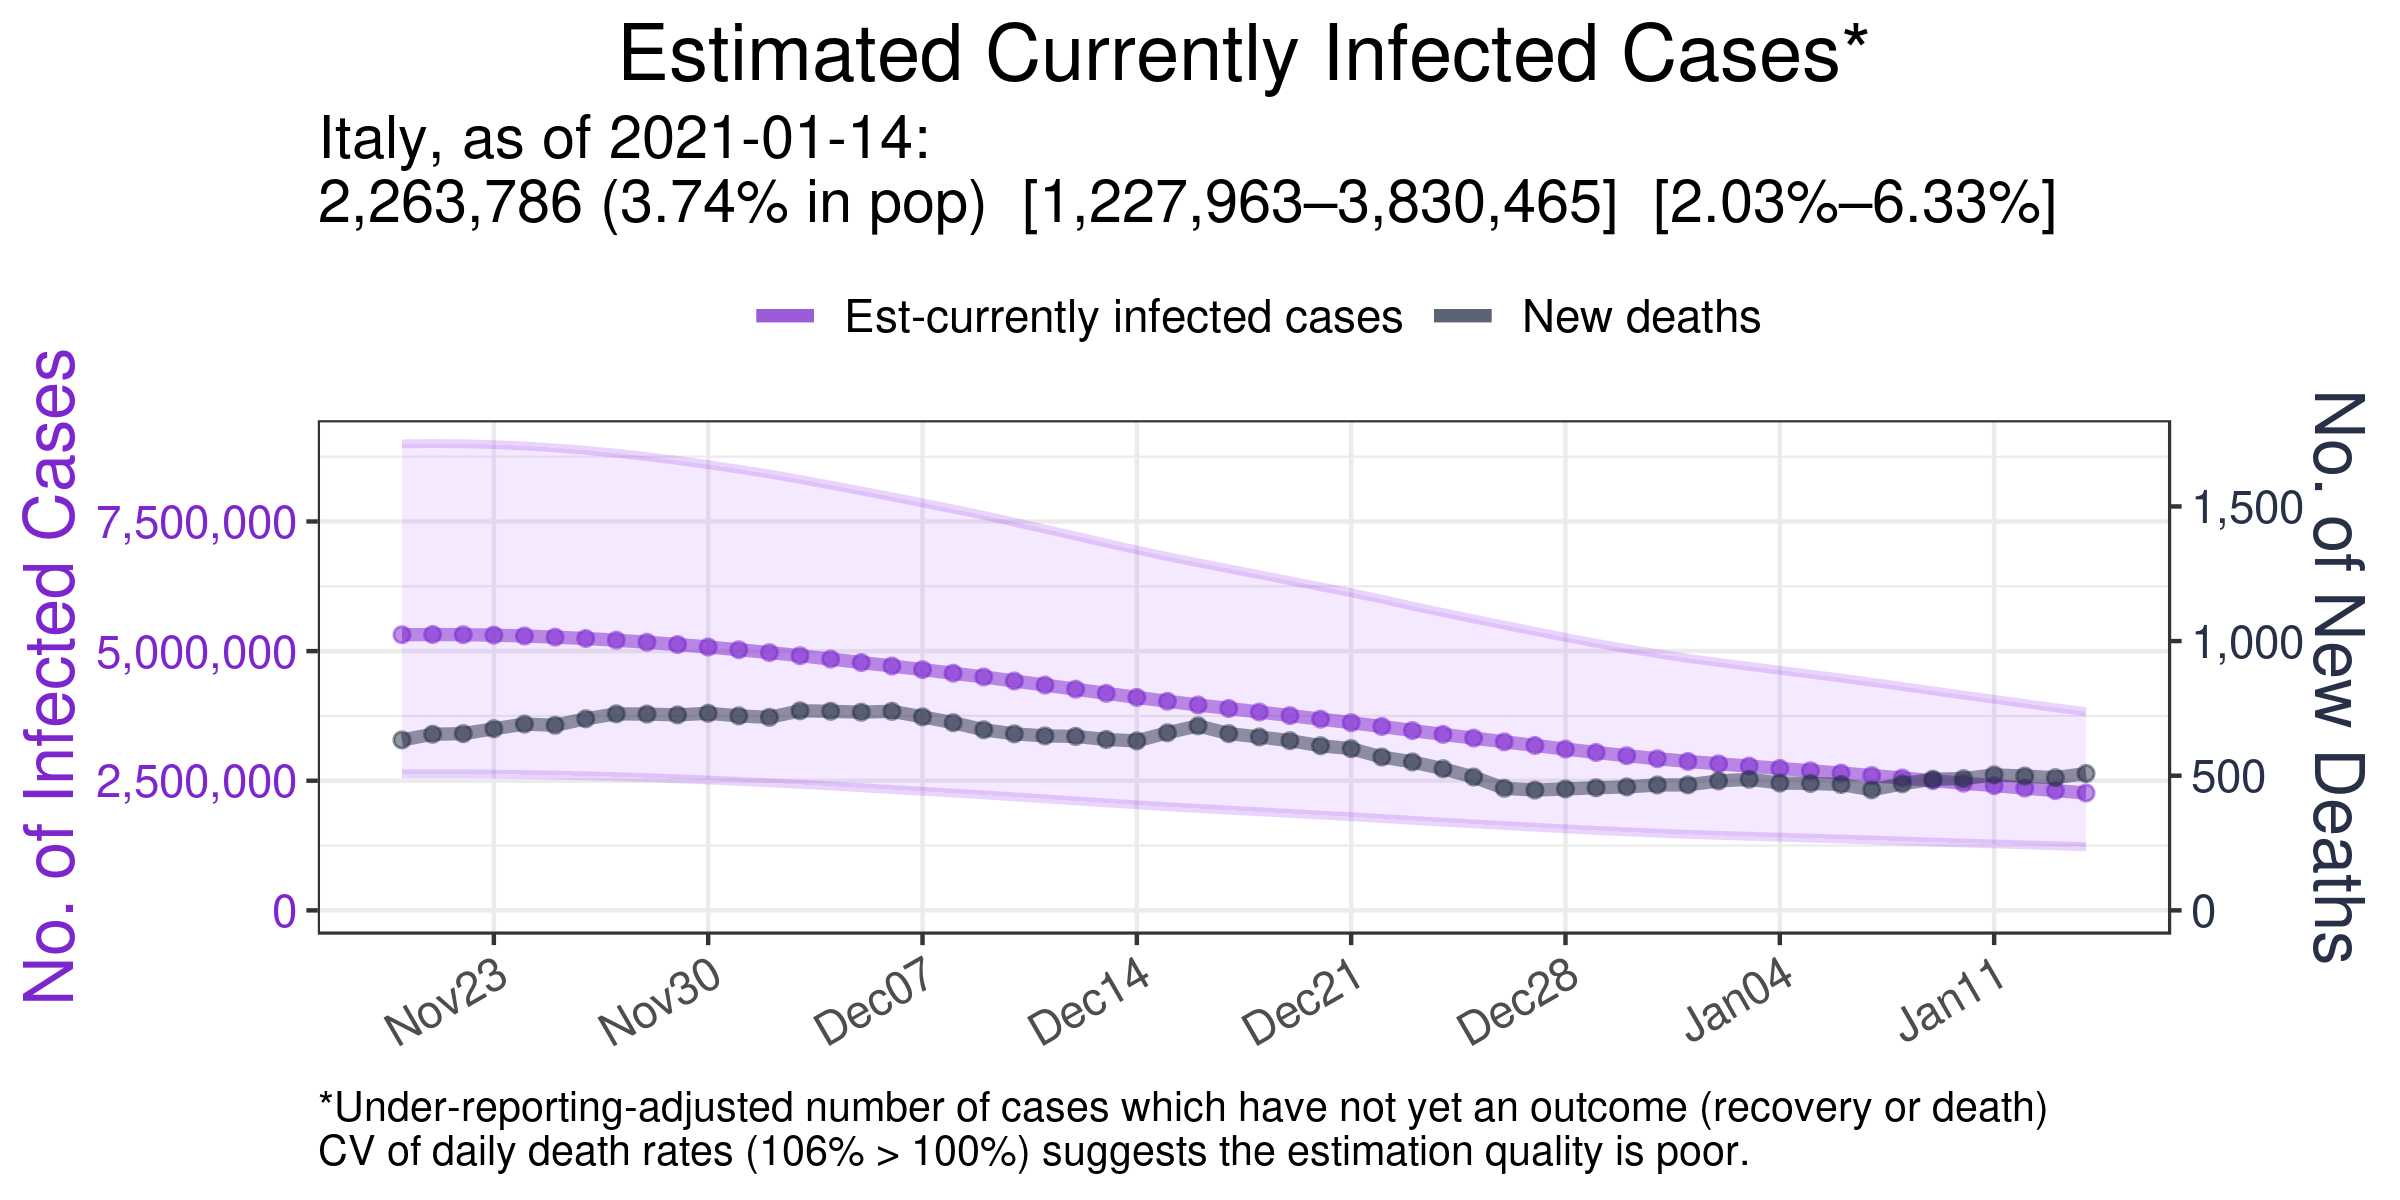 Estimated Currently Infected Cases*
Italy, as of 2021-01-14:
2,263,786 (3.74% in pop)  [1,227,963–3,830,465]  [2.03%–6.33%]
Est-currently infected cases
New deaths
No. of Infected Cases
7,500,000
5,000,000
2,500,000
0
No. of New Deaths
1,500
1,000
500
0
Nov23
Nov30
Dec07
Dec14
Dec21
Dec28
Jan04
Jan11
*Under-reporting-adjusted number of cases which have not yet an outcome (recovery or death)
CV of daily death rates (106% > 100%) suggests the estimation quality is poor.